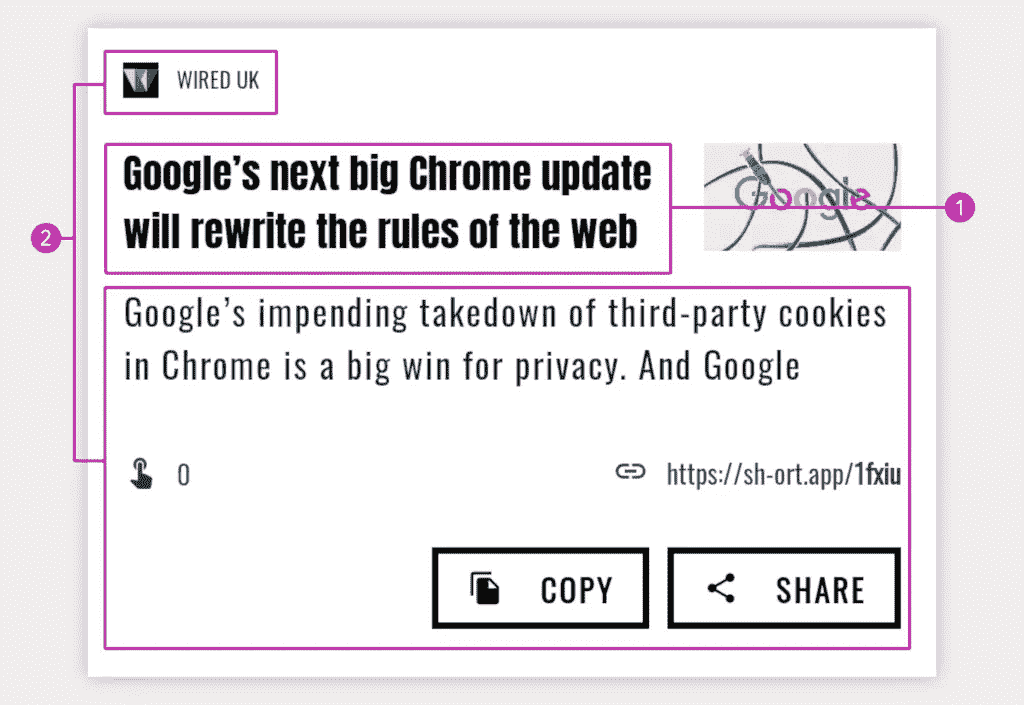 WIRED UK
Google’s next big Chrome update
will rewrite the rules of the web
Google
1
2
Google’s impending takedown of third-party cookies
in Chrome is a big win for privacy. And Google
0
https://sh-ort.app/1fxiu
COPY
SHARE